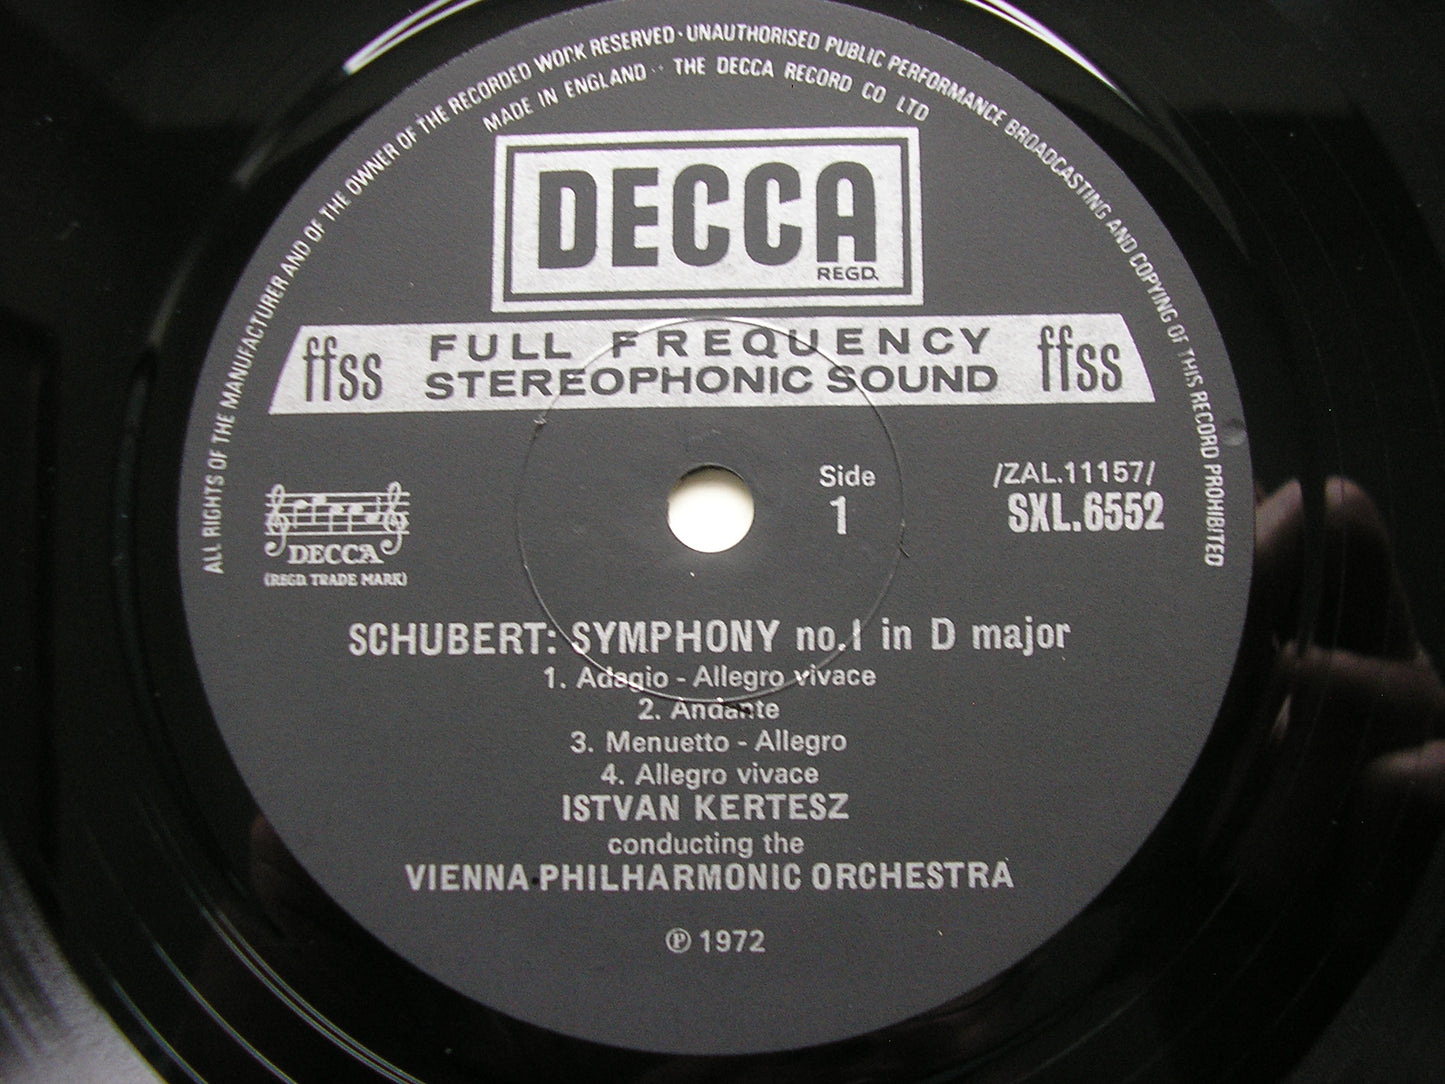 ALL RIGHTS OF THE MANUFACTURER AND OF THE OWNER OF THE RECORDED WORK RESERVED · UNAUTHORISED PUBLIC PERFORMANCE BROADCASTING AND COPYING OF THIS RECORD PROHIBITED
MADE IN ENGLAND · THE DECCA RECORD CO LTD
DECCA
REGD.
ffss FULL FREQUENCY ffss
STEREOPHONIC SOUND
Side
1
/ZAL.11157/
SXL.6552
DECCA
(REGD. TRADE MARK)
SCHUBERT: SYMPHONY no.1 in D major
1. Adagio - Allegro vivace
2. Andante
3. Menuetto - Allegro
4. Allegro vivace
ISTVAN KERTESZ
conducting the
VIENNA PHILHARMONIC ORCHESTRA
℗ 1972